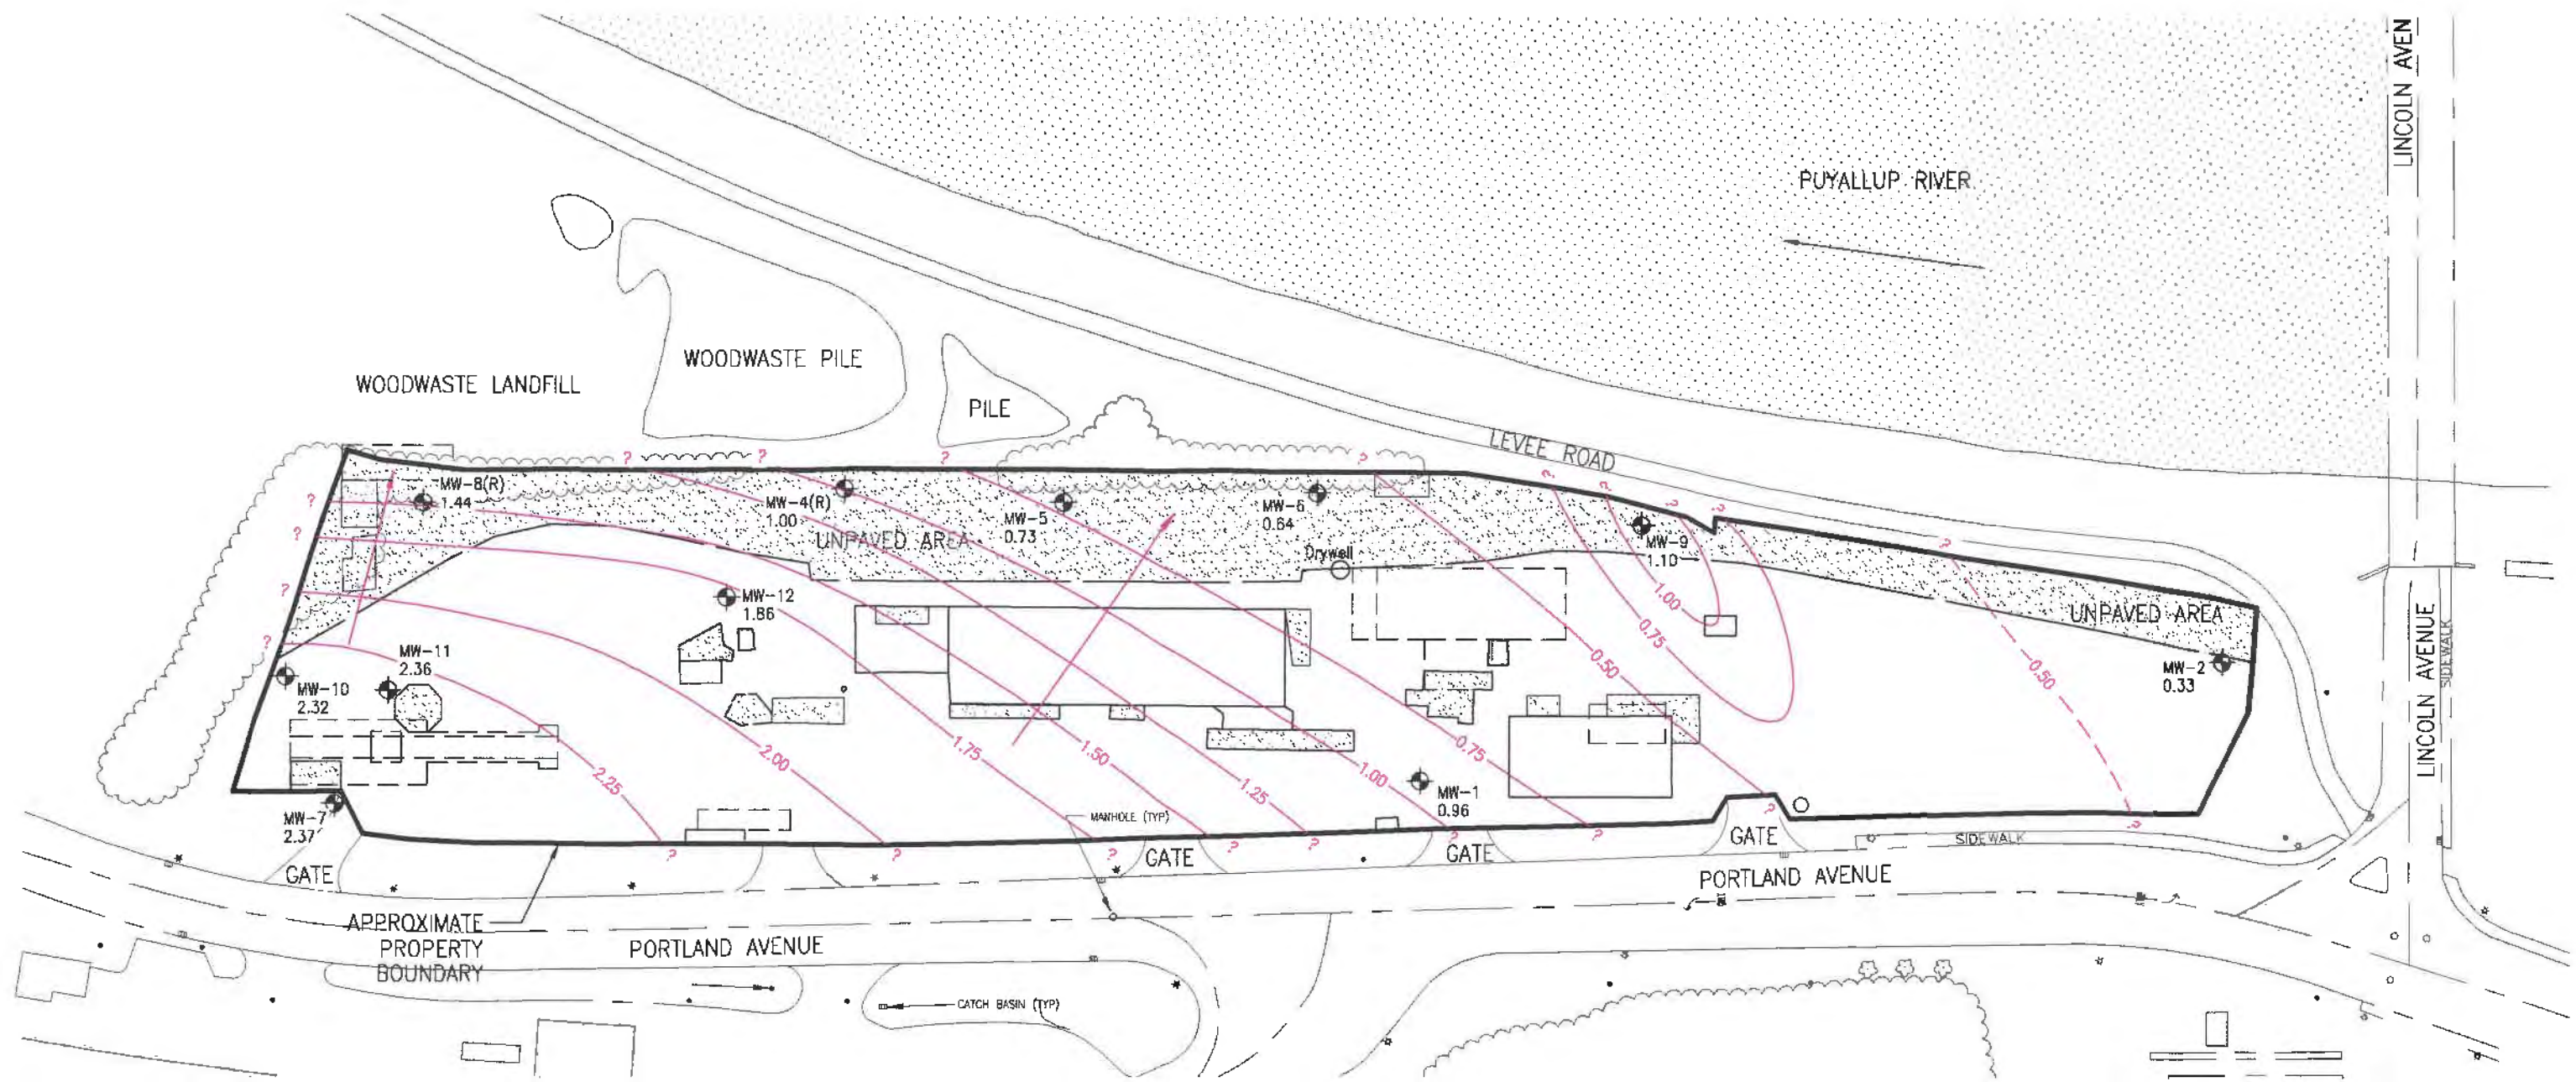 LINCOLN AVEN
PUYALLUP RIVER
WOODWASTE PILE
WOODWASTE LANDFILL
PILE
LEVEE ROAD
?
?
?
?
?
?
?
?
?
MW-8(R)
1.44
MW-4(R)
1.00
MW-5
0.73
MW-6
0.64
MW-9
1.10
UNPAVED AREA
Drywell
?
?
?
?
?
MW-12
1.86
1.00
0.75
0.50
0.50
UNPAVED AREA
MW-2
0.33
LINCOLN AVENUE
SIDEWALK
MW-11
2.36
MW-10
2.32
2.25
2.00
1.75
1.50
1.25
1.00
0.75
MW-1
0.96
MW-7
2.37
MANHOLE (TYP)
?
?
?
?
?
?
?
?
?
GATE
GATE
GATE
GATE
SIDEWALK
PORTLAND AVENUE
APPROXIMATE
PROPERTY
BOUNDARY
PORTLAND AVENUE
CATCH BASIN (TYP)